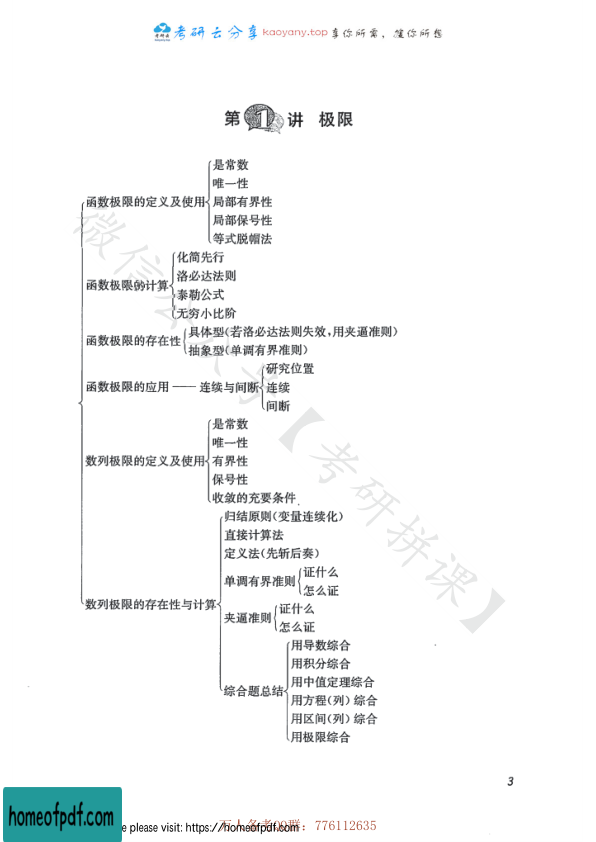 考研云分享 kaoyany.top 享你所需，搜你所想
第1讲 极限
是常数
唯一性
函数极限的定义及使用 局部有界性
局部保号性
等式脱帽法
化简先行
洛必达法则
函数极限的计算
泰勒公式
无穷小比阶
具体型(若洛必达法则失效,用夹逼准则)
函数极限的存在性
抽象型(单调有界准则)
研究位置
函数极限的应用 —— 连续与间断 连续
间断
是常数
唯一性
数列极限的定义及使用 有界性
保号性
收敛的充要条件
归结原则(变量连续化)
直接计算法
定义法(先斩后奏)
证什么
单调有界准则
怎么证
数列极限的存在性与计算
证什么
夹逼准则
怎么证
用导数综合
用积分综合
用中值定理综合
综合题总结
用方程(列)综合
用区间(列)综合
用极限综合
微信公众号【考研拼课】
3
homeofpdf.com
please visit: https://homeofpdf.com
万人备考QQ群: 776112635